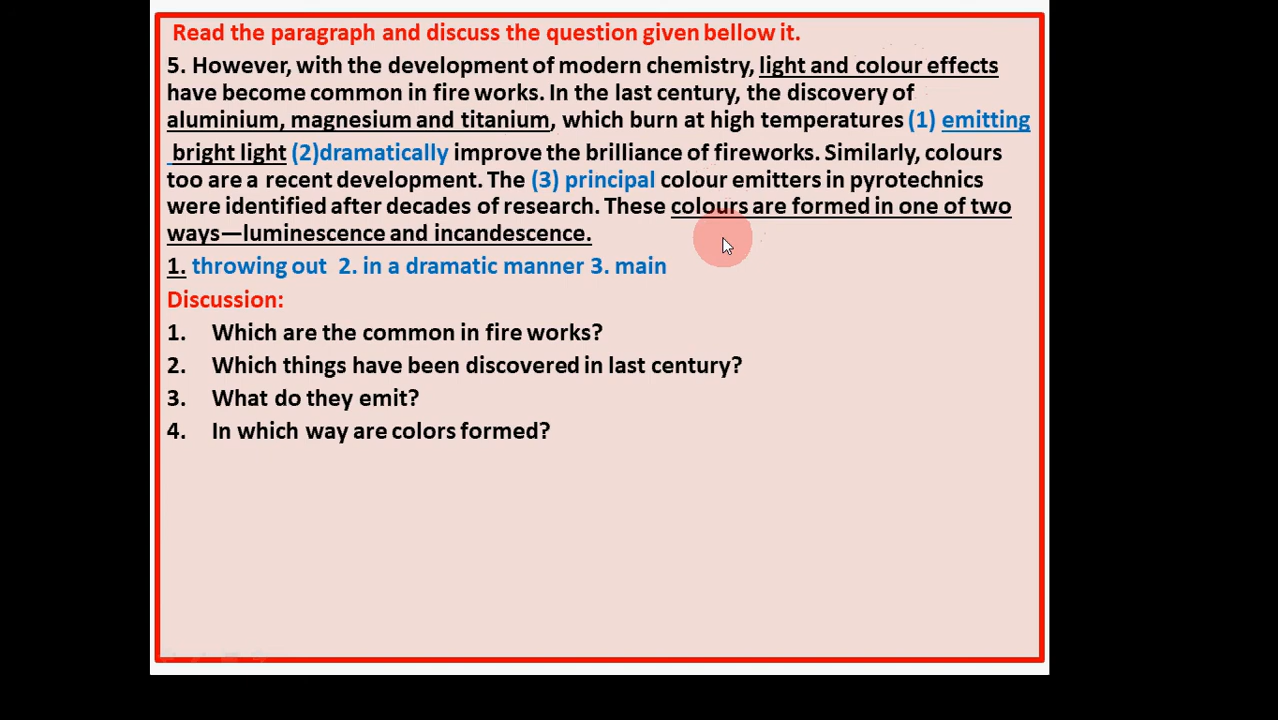 Read the paragraph and discuss the question given bellow it.
5. However, with the development of modern chemistry, light and colour effects
have become common in fire works. In the last century, the discovery of
aluminium, magnesium and titanium, which burn at high temperatures (1) emitting
bright light (2)dramatically improve the brilliance of fireworks. Similarly, colours
too are a recent development. The (3) principal colour emitters in pyrotechnics
were identified after decades of research. These colours are formed in one of two
ways—luminescence and incandescence.
1. throwing out 2. in a dramatic manner 3. main
Discussion:
1. Which are the common in fire works?
2. Which things have been discovered in last century?
3. What do they emit?
4. In which way are colors formed?